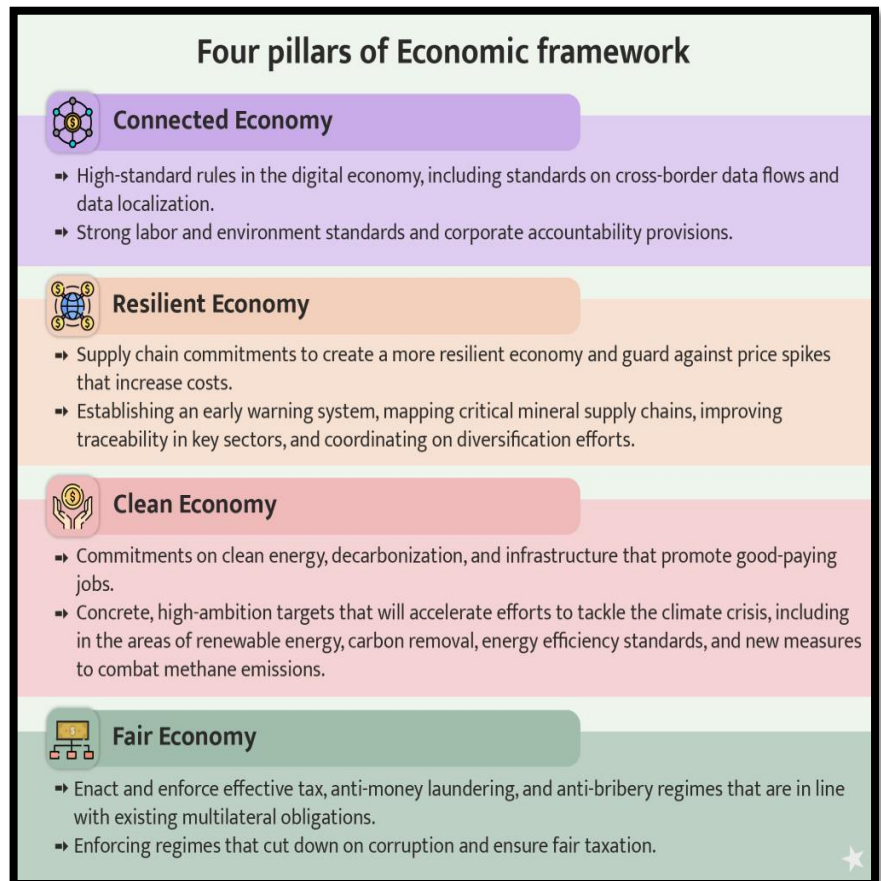 Four pillars of Economic framework
Connected Economy
➡ High-standard rules in the digital economy, including standards on cross-border data flows and
data localization.
➡ Strong labor and environment standards and corporate accountability provisions.
Resilient Economy
➡ Supply chain commitments to create a more resilient economy and guard against price spikes
that increase costs.
➡ Establishing an early warning system, mapping critical mineral supply chains, improving
traceability in key sectors, and coordinating on diversification efforts.
Clean Economy
➡ Commitments on clean energy, decarbonization, and infrastructure that promote good-paying
jobs.
➡ Concrete, high-ambition targets that will accelerate efforts to tackle the climate crisis, including
in the areas of renewable energy, carbon removal, energy efficiency standards, and new measures
to combat methane emissions.
Fair Economy
➡ Enact and enforce effective tax, anti-money laundering, and anti-bribery regimes that are in line
with existing multilateral obligations.
➡ Enforcing regimes that cut down on corruption and ensure fair taxation.